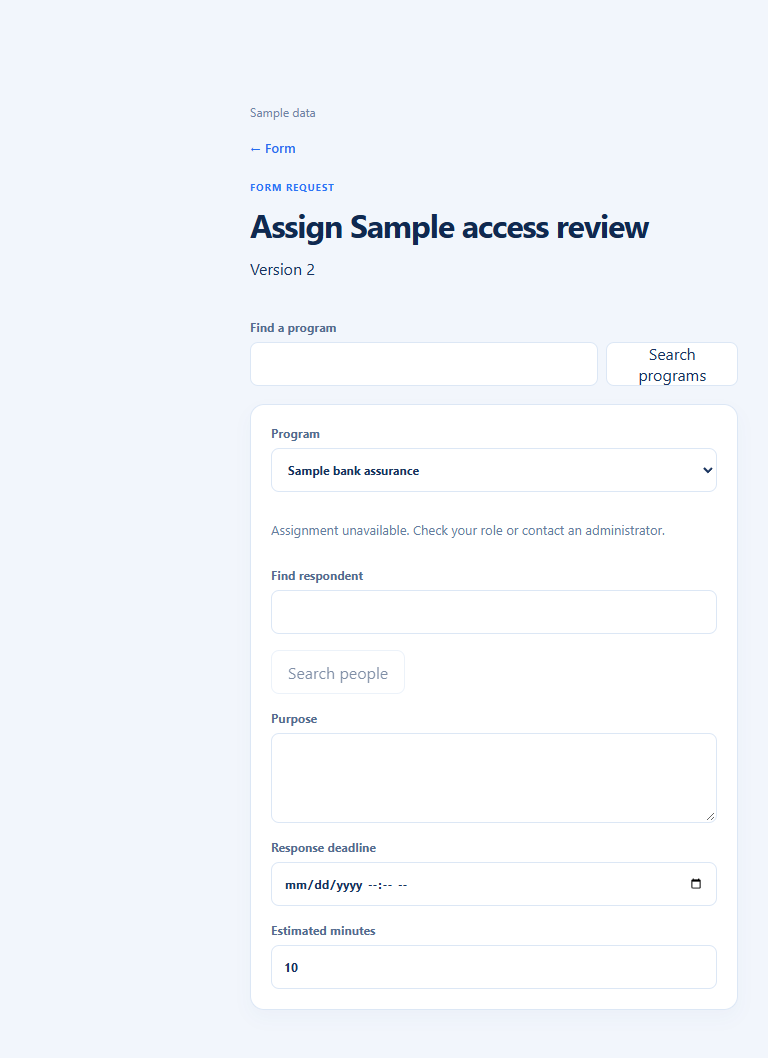 Sample data
← Form
FORM REQUEST
Assign Sample access review
Version 2
Find a program
Search
programs
Program
Sample bank assurance
Assignment unavailable. Check your role or contact an administrator.
Find respondent
Search people
Purpose
Response deadline
mm/dd/yyyy --:-- --
Estimated minutes
10